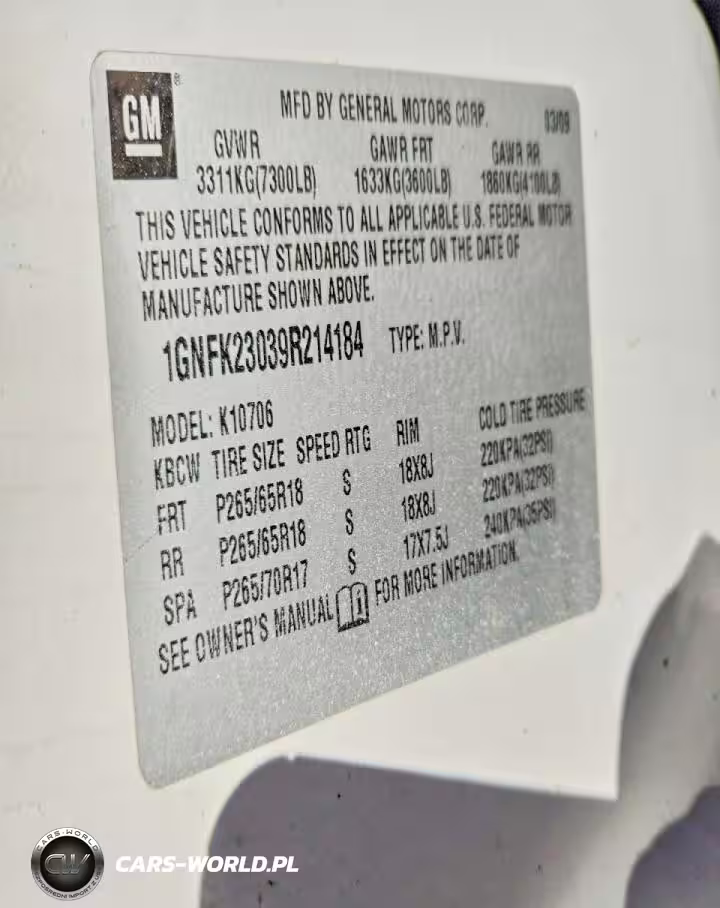 GM®
MFD BY GENERAL MOTORS CORP. 03/09
GVWR GAWR FRT GAWR RR
3311KG(7300LB) 1633KG(3600LB) 1860KG(4100LB)
THIS VEHICLE CONFORMS TO ALL APPLICABLE U.S. FEDERAL MOTOR
VEHICLE SAFETY STANDARDS IN EFFECT ON THE DATE OF
MANUFACTURE SHOWN ABOVE.
1GNFK23039R214184 TYPE: M.P.V.
MODEL: K10706
KBCW TIRE SIZE SPEED RTG RIM COLD TIRE PRESSURE
FRT P265/65R18 S 18X8J 220KPA(32PSI)
RR P265/65R18 S 18X8J 220KPA(32PSI)
SPA P265/70R17 S 17X7.5J 240KPA(35PSI)
SEE OWNER'S MANUAL FOR MORE INFORMATION.
CARS-WORLD
CW
CARS-WORLD.PL